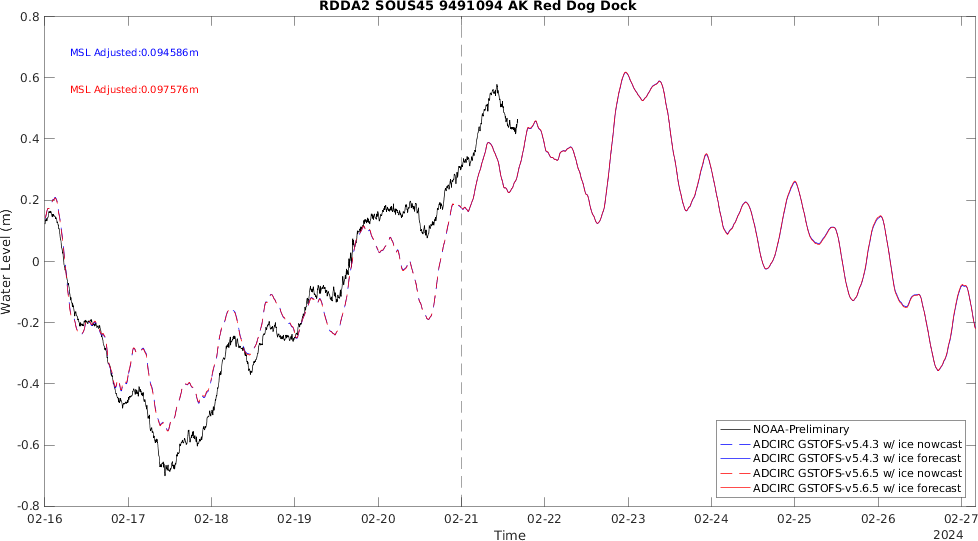 RDDA2 SOUS45 9491094 AK Red Dog Dock
MSL Adjusted:0.094586m
MSL Adjusted:0.097576m
Water Level (m)
0.8
0.6
0.4
0.2
0
-0.2
-0.4
-0.6
-0.8
NOAA-Preliminary
ADCIRC GSTOFS-v5.4.3 w/ ice nowcast
ADCIRC GSTOFS-v5.4.3 w/ ice forecast
ADCIRC GSTOFS-v5.6.5 w/ ice nowcast
ADCIRC GSTOFS-v5.6.5 w/ ice forecast
02-16 02-17 02-18 02-19 02-20 02-21 02-22 02-23 02-24 02-25 02-26 02-27
Time
2024